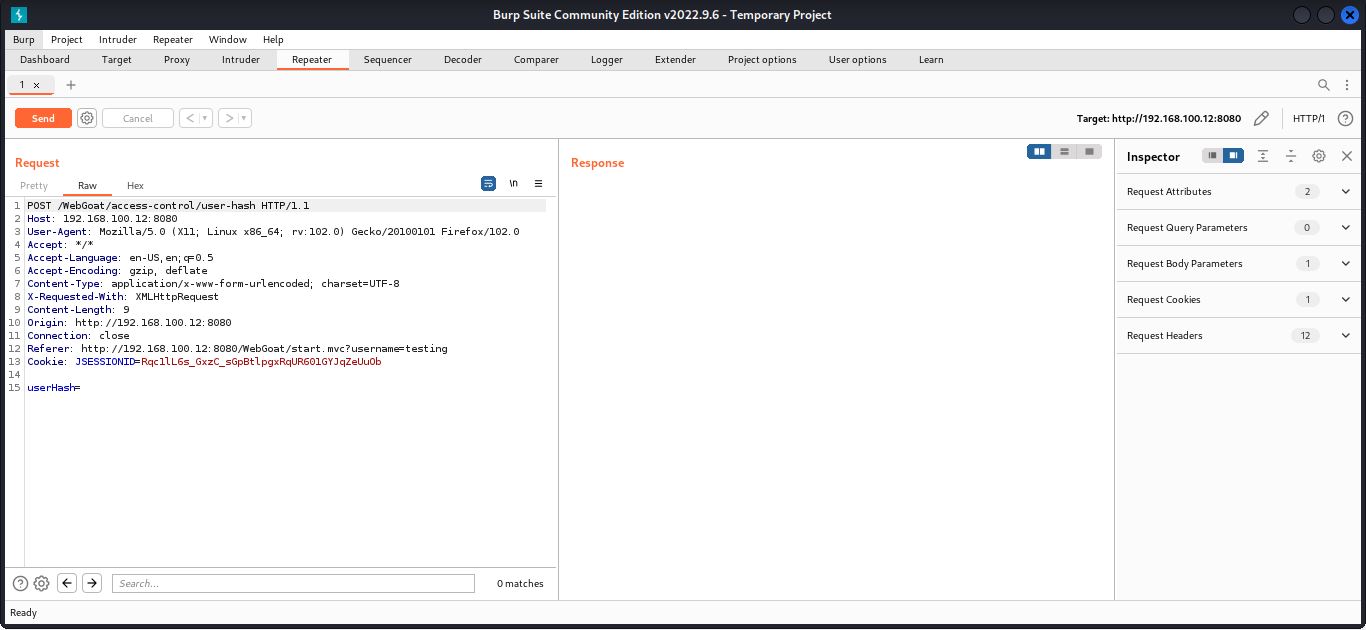 Burp Suite Community Edition v2022.9.6 - Temporary Project
Burp Project Intruder Repeater Window Help
Dashboard Target Proxy Intruder Repeater Sequencer Decoder Comparer Logger Extender Project options User options Learn
1 × +
Send Cancel < > Target: http://192.168.100.12:8080 HTTP/1 ?
Request
Pretty Raw Hex \n
1 POST /WebGoat/access-control/user-hash HTTP/1.1
2 Host: 192.168.100.12:8080
3 User-Agent: Mozilla/5.0 (X11; Linux x86_64; rv:102.0) Gecko/20100101 Firefox/102.0
4 Accept: */*
5 Accept-Language: en-US,en;q=0.5
6 Accept-Encoding: gzip, deflate
7 Content-Type: application/x-www-form-urlencoded; charset=UTF-8
8 X-Requested-With: XMLHttpRequest
9 Content-Length: 9
10 Origin: http://192.168.100.12:8080
11 Connection: close
12 Referer: http://192.168.100.12:8080/WebGoat/start.mvc?username=testing
13 Cookie: JSESSIONID=Rqc1lL6s_GxzC_sGpBtlpgxRqUR601GYJqZeUuOb
14
15 userHash=
? Search... 0 matches
Response
Inspector
Request Attributes 2
Request Query Parameters 0
Request Body Parameters 1
Request Cookies 1
Request Headers 12
Ready